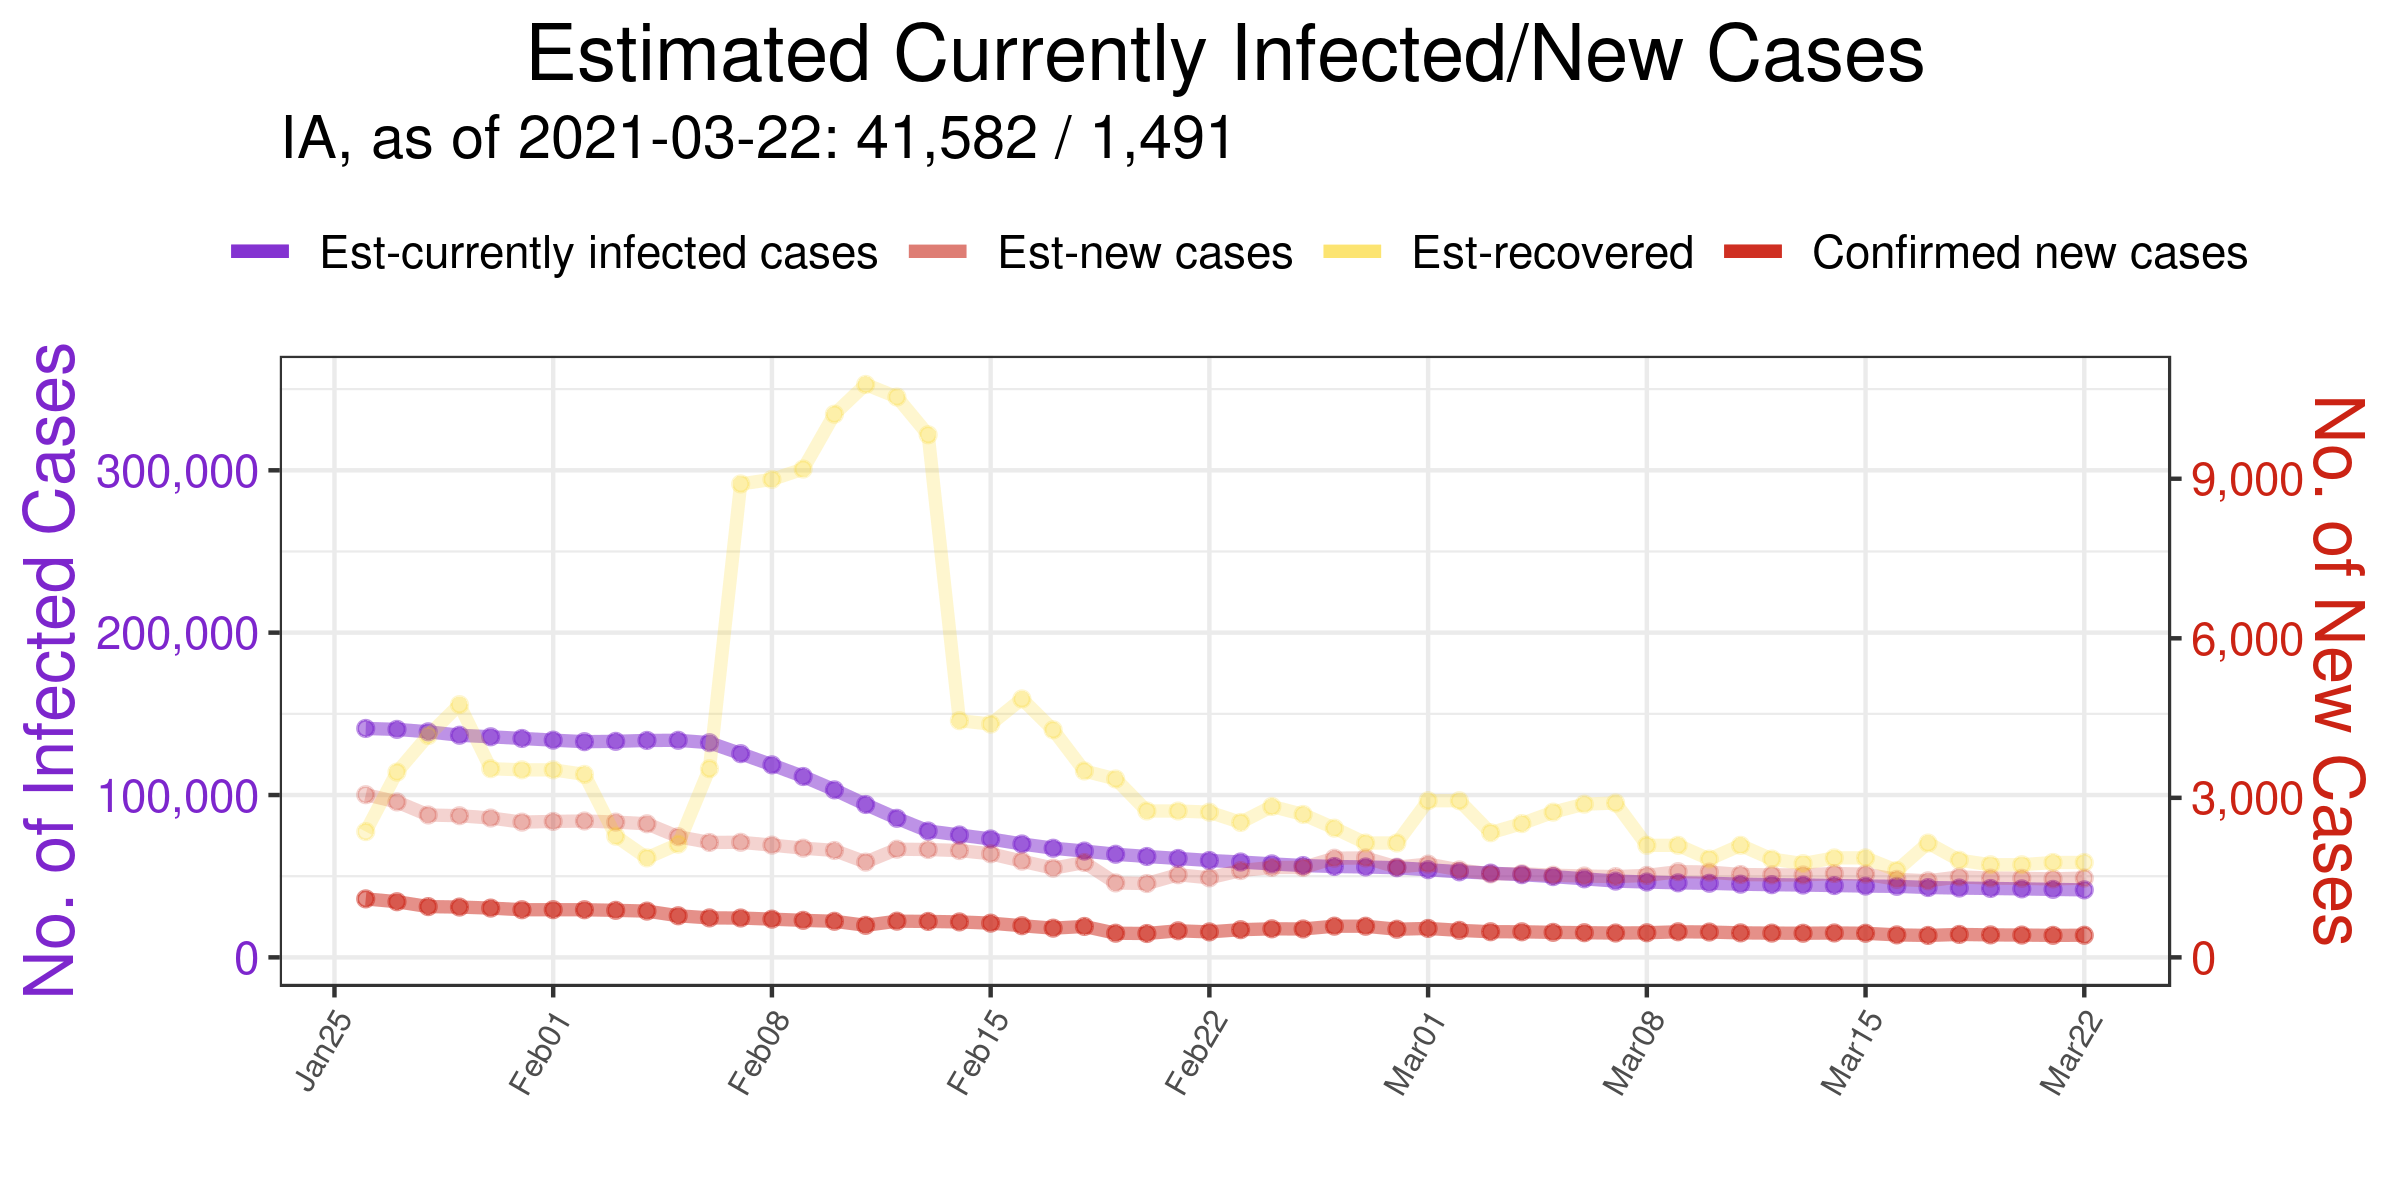 Estimated Currently Infected/New Cases
IA, as of 2021-03-22: 41,582 / 1,491
Est-currently infected cases
Est-new cases
Est-recovered
Confirmed new cases
No. of Infected Cases
300,000
200,000
100,000
0
9,000
6,000
3,000
0
No. of New Cases
Jan25
Feb01
Feb08
Feb15
Feb22
Mar01
Mar08
Mar15
Mar22